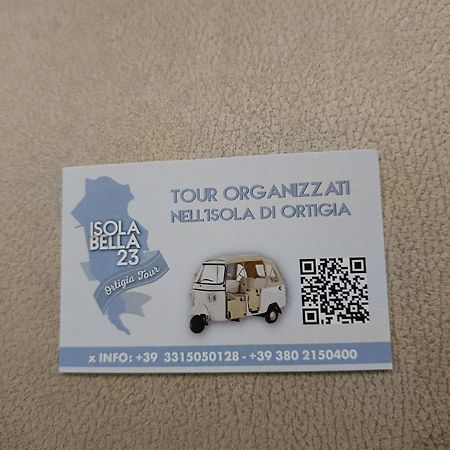 TOUR ORGANIZZATI
NELL'ISOLA DI ORTIGIA
ISOLA
BELLA
23
Ortigia Tour
x INFO: +39 3315050128 - +39 380 2150400